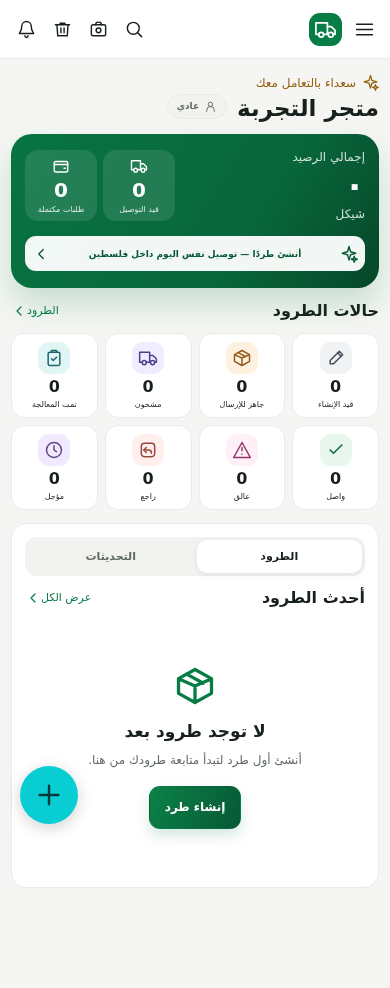 سعداء بالتعامل معك
متجر التجربة
عادي
إجمالي الرصيد
شيكل
0
قيد التوصيل
0
طلبات مكتملة
أنشئ طردًا — توصيل نفس اليوم داخل فلسطين
حالات الطرود
الطرود
0
قيد الإنشاء
0
جاهز للإرسال
0
مشحون
0
تمت المعالجة
0
واصل
0
عالق
0
راجع
0
مؤجل
الطرود
التحديثات
أحدث الطرود
عرض الكل
لا توجد طرود بعد
أنشئ أول طرد لتبدأ متابعة طرودك من هنا.
إنشاء طرد